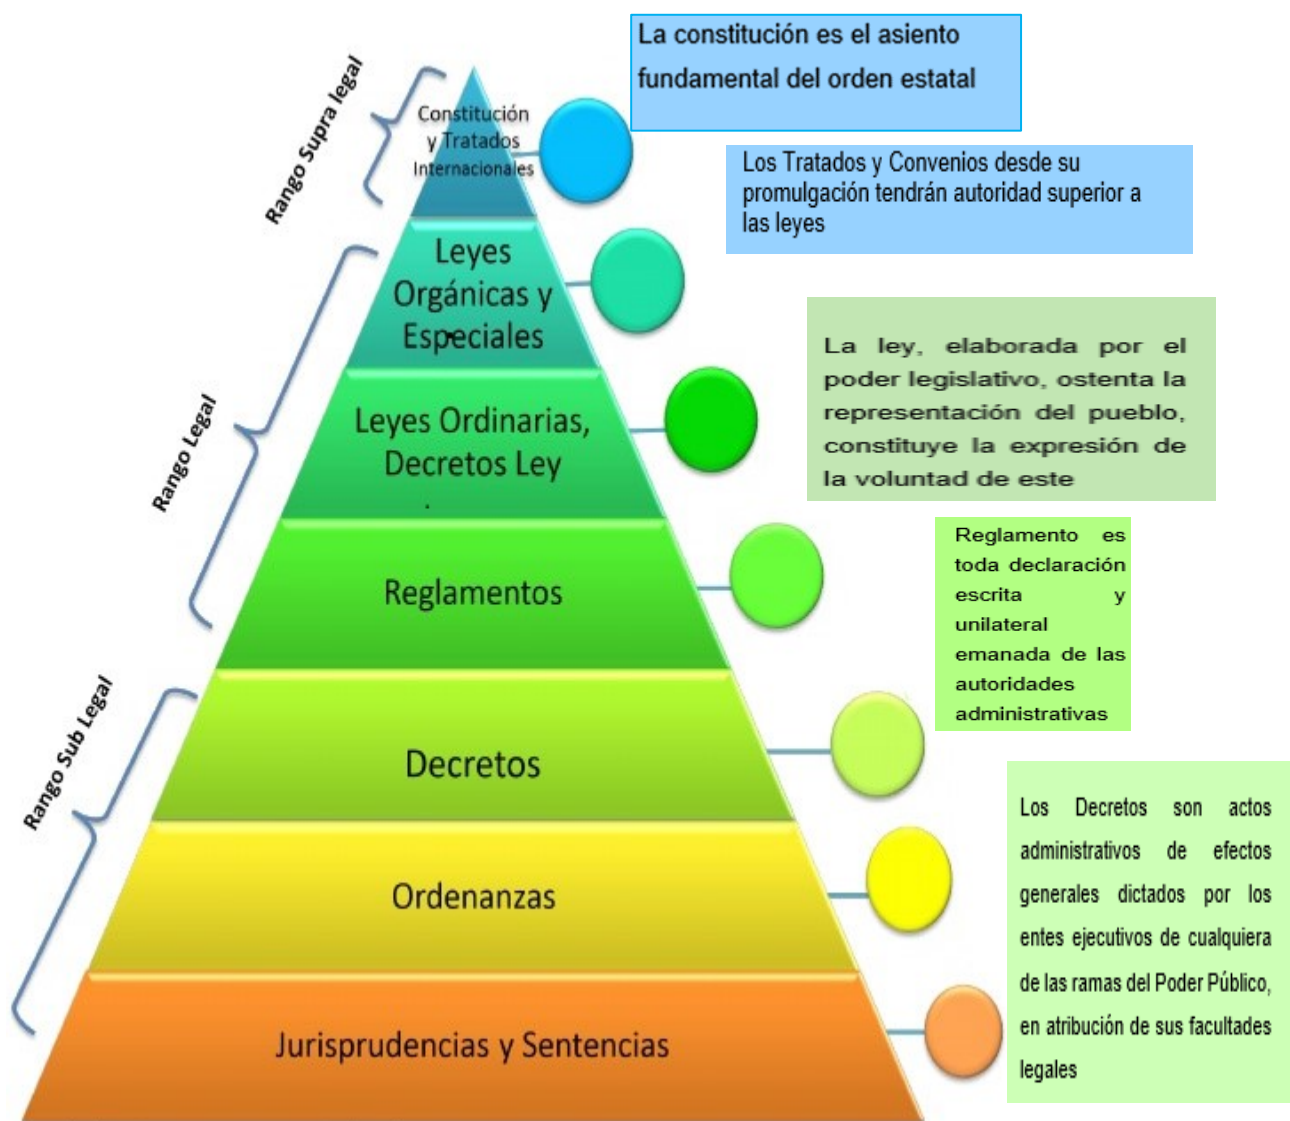 La constitución es el asiento
fundamental del orden estatal
Rango Supra legal
Constitución
y Tratados
Internacionales
Los Tratados y Convenios desde su
promulgación tendrán autoridad superior a
las leyes
Rango Legal
Leyes
Orgánicas y
Especiales
La ley, elaborada por el
poder legislativo, ostenta la
representación del pueblo,
constituye la expresión de
la voluntad de este
Leyes Ordinarias,
Decretos Ley
Reglamentos
Reglamento es
toda declaración
escrita y
unilateral
emanada de las
autoridades
administrativas
Rango Sub Legal
Decretos
Los Decretos son actos
administrativos de efectos
generales dictados por los
entes ejecutivos de cualquiera
de las ramas del Poder Público,
en atribución de sus facultades
legales
Ordenanzas
Jurisprudencias y Sentencias